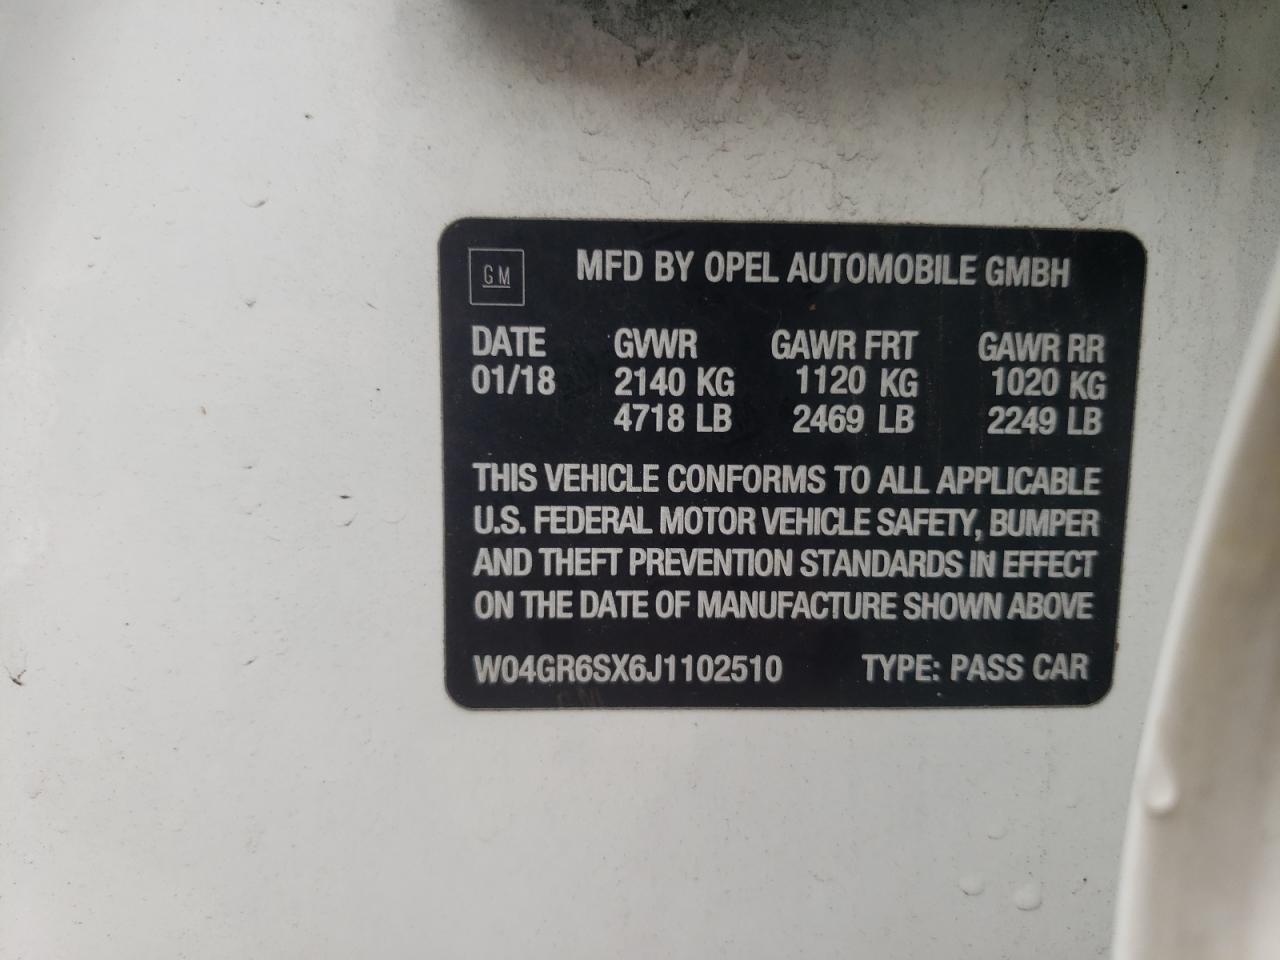 GM MFD BY OPEL AUTOMOBILE GMBH
DATE GVWR GAWR FRT GAWR RR
01/18 2140 KG 1120 KG 1020 KG
4718 LB 2469 LB 2249 LB
THIS VEHICLE CONFORMS TO ALL APPLICABLE
U.S. FEDERAL MOTOR VEHICLE SAFETY, BUMPER
AND THEFT PREVENTION STANDARDS IN EFFECT
ON THE DATE OF MANUFACTURE SHOWN ABOVE
W04GR6SX6J1102510 TYPE: PASS CAR